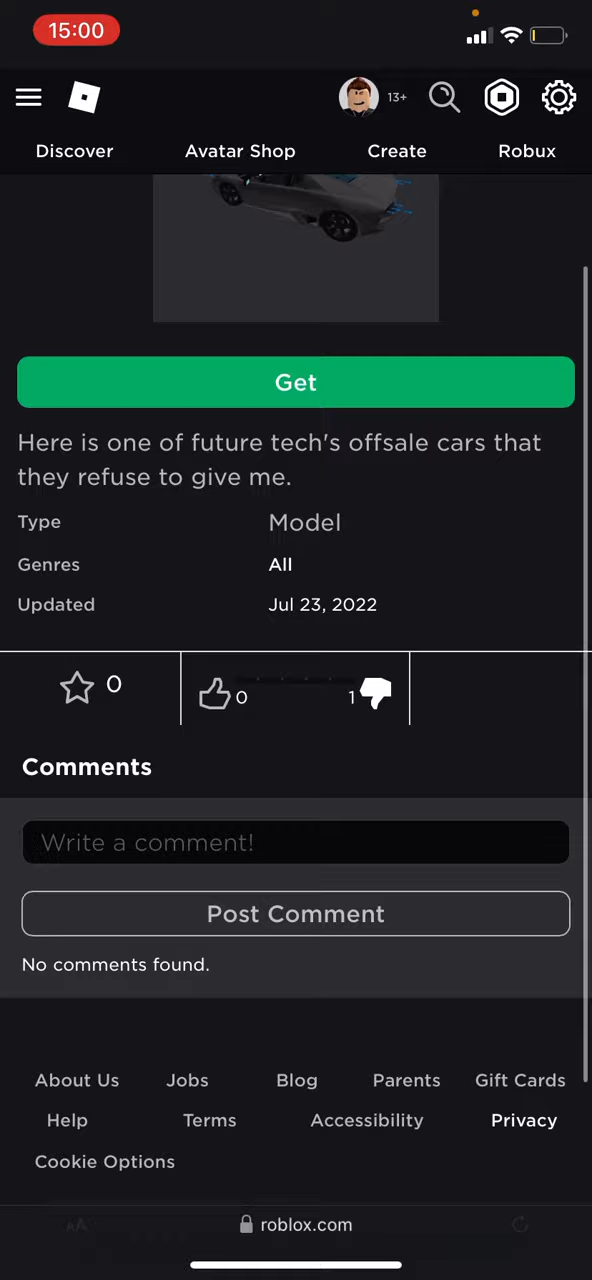 15:00
13+
Discover Avatar Shop Create Robux
Get
Here is one of future tech's offsale cars that
they refuse to give me.
Type Model
Genres All
Updated Jul 23, 2022
0 0 1
Comments
Write a comment!
Post Comment
No comments found.
About Us Jobs Blog Parents Gift Cards
Help Terms Accessibility Privacy
Cookie Options
AA roblox.com